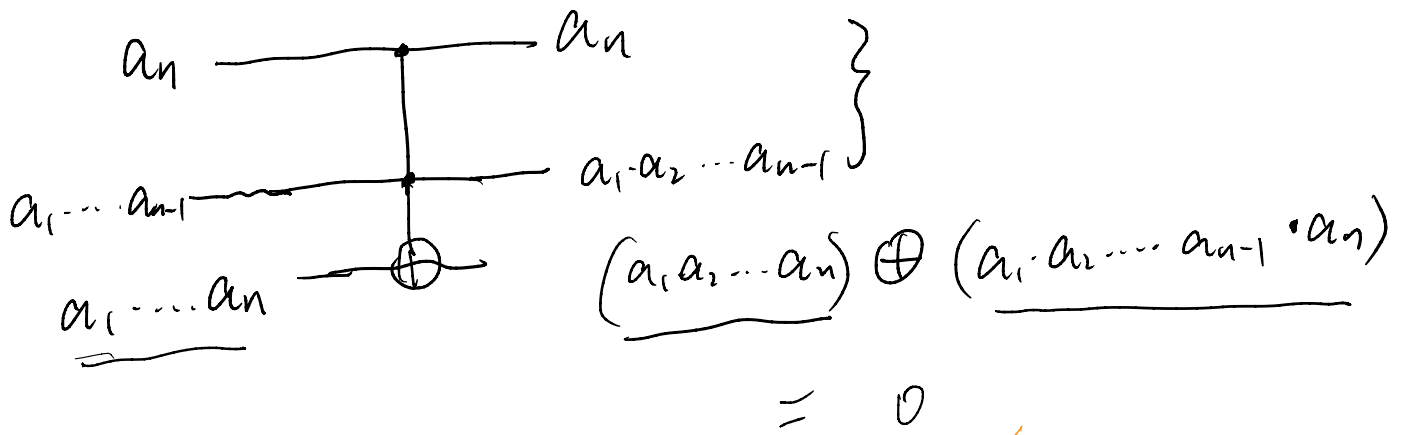 aₙ aₙ
a₁ ⋯ aₙ₋₁ a₁·a₂ ⋯ aₙ₋₁ }
a₁ ⋯ aₙ (a₁a₂ ⋯ aₙ) ⊕ (a₁·a₂ ⋯ aₙ₋₁·aₙ)
= 0